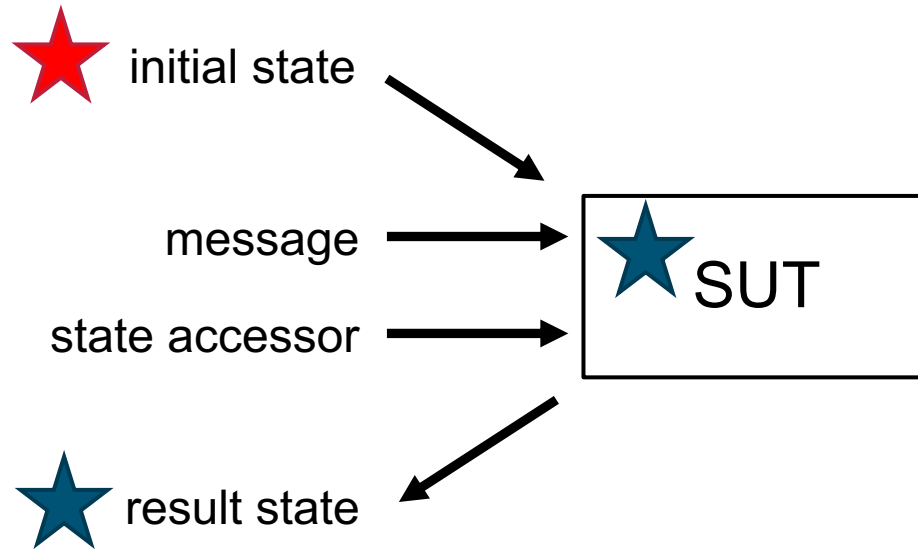 initial state
message
SUT
state accessor
result state